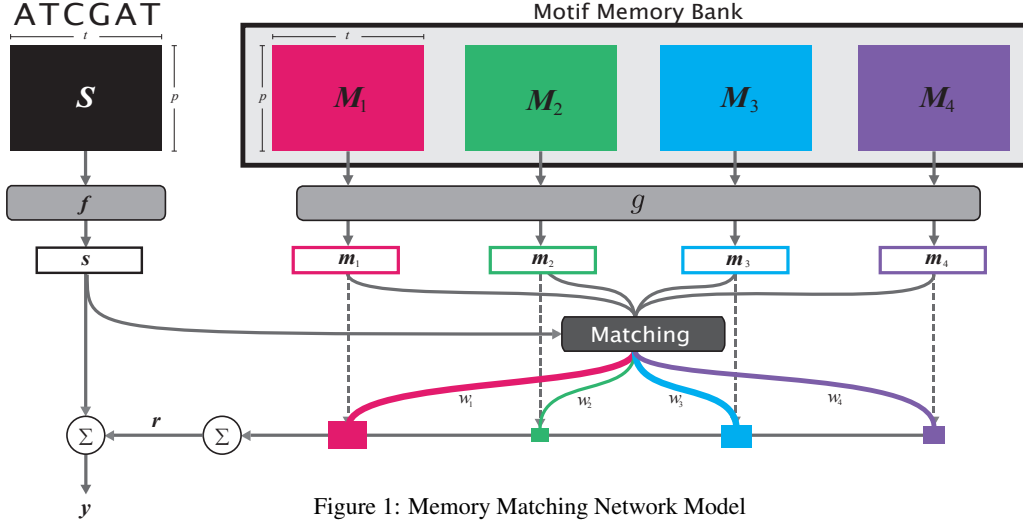 ATCGAT
Motif Memory Bank
t
t
p
S
p
M1
M2
M3
M4
f
g
s
m1
m2
m3
m4
Matching
w1
w2
w3
w4
r
Σ
Σ
y
Figure 1: Memory Matching Network Model